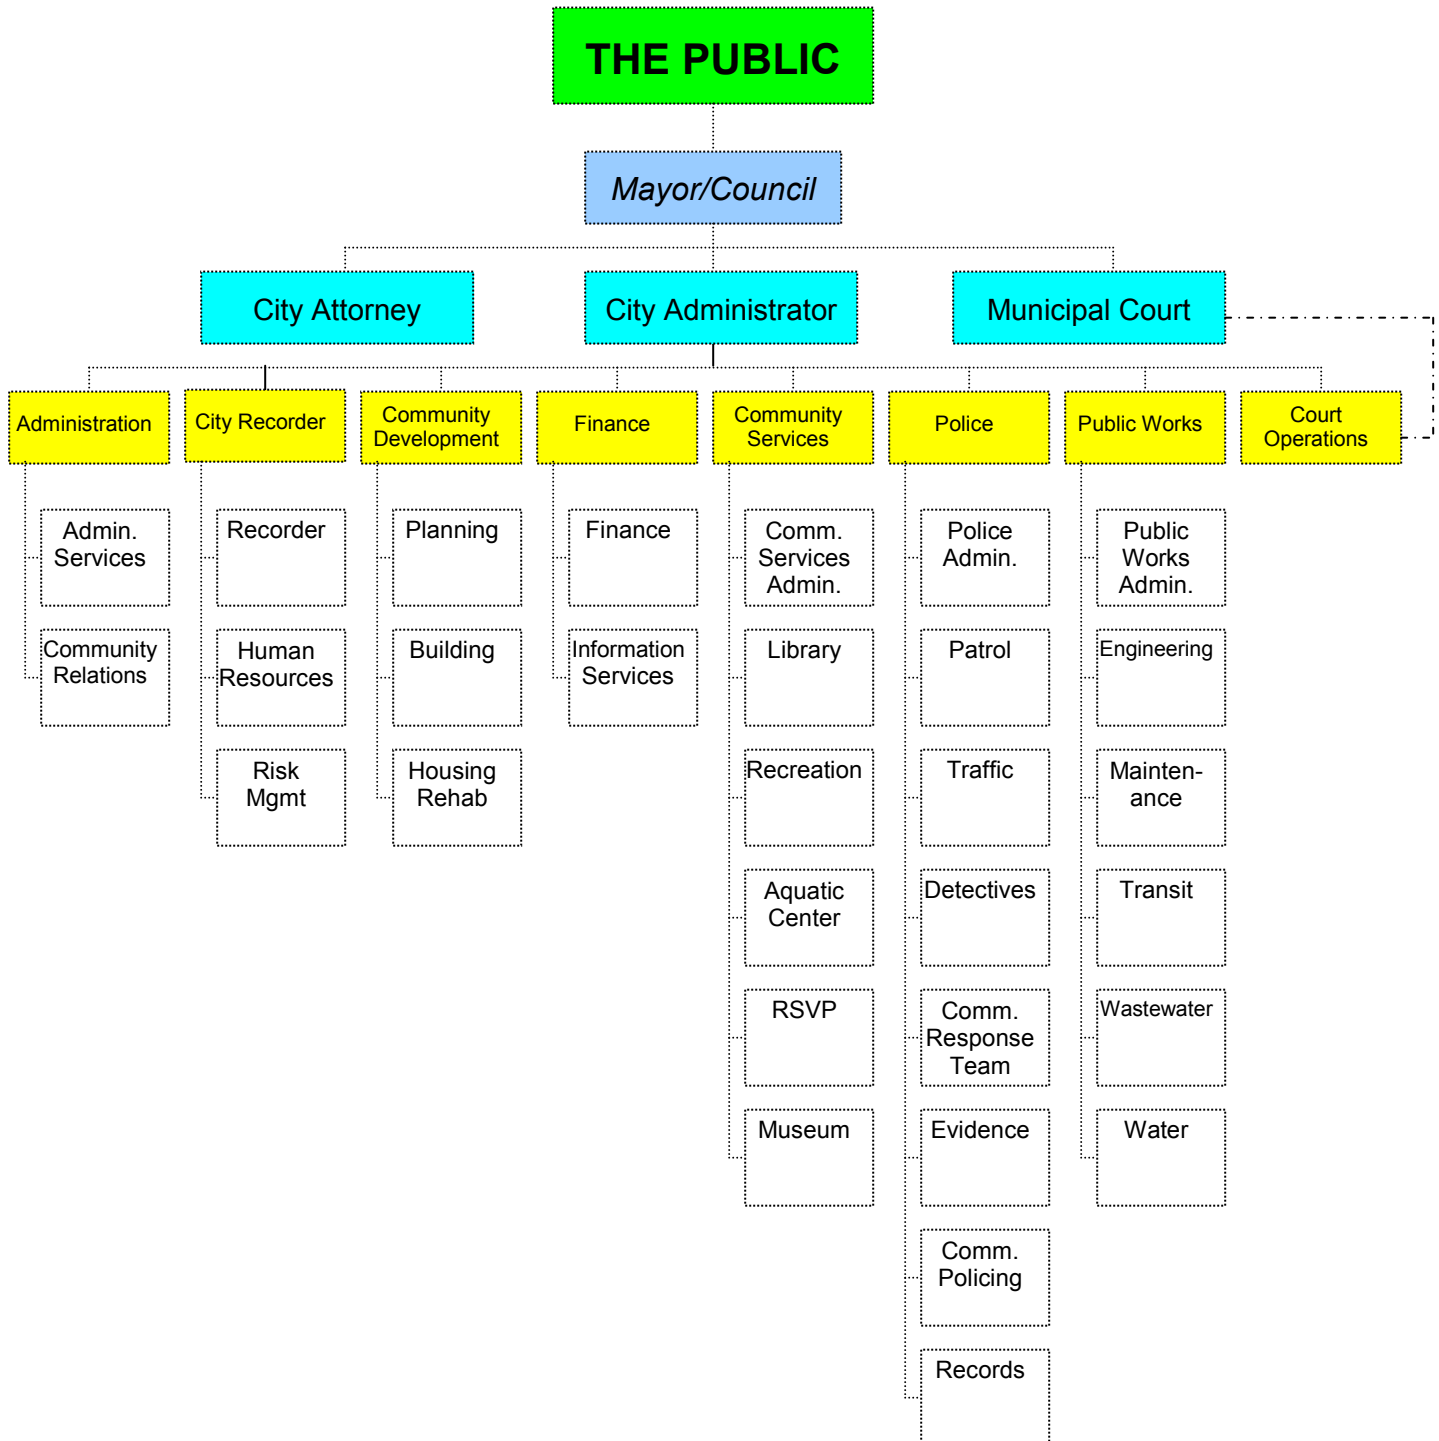 THE PUBLIC
Mayor/Council
City Attorney
City Administrator
Municipal Court
Administration
City Recorder
Community
Development
Finance
Community
Services
Police
Public Works
Court
Operations
Admin.
Services
Community
Relations
Recorder
Human
Resources
Risk
Mgmt
Planning
Building
Housing
Rehab
Finance
Information
Services
Comm.
Services
Admin.
Library
Recreation
Aquatic
Center
RSVP
Museum
Police
Admin.
Patrol
Traffic
Detectives
Comm.
Response
Team
Evidence
Comm.
Policing
Records
Public
Works
Admin.
Engineering
Mainten-
ance
Transit
Wastewater
Water